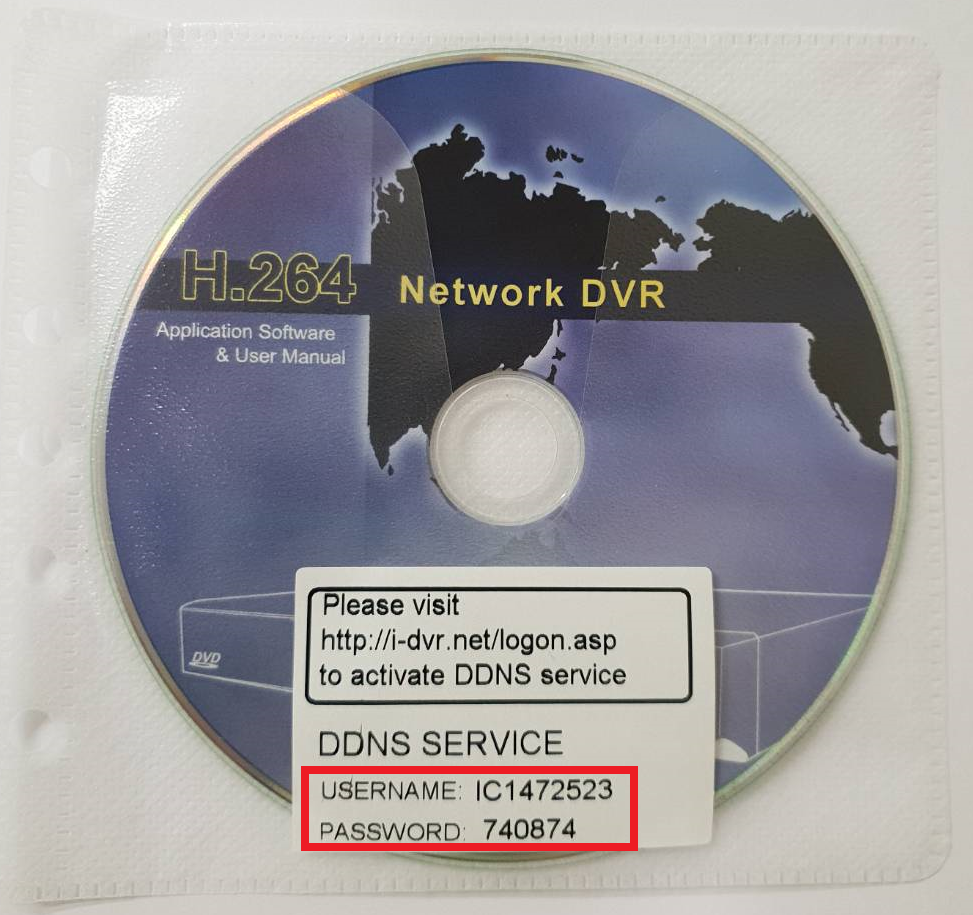 H.264 Network DVR
Application Software
& User Manual
DVD
Please visit
http://i-dvr.net/logon.asp
to activate DDNS service
DDNS SERVICE
USERNAME: IC1472523
PASSWORD: 740874